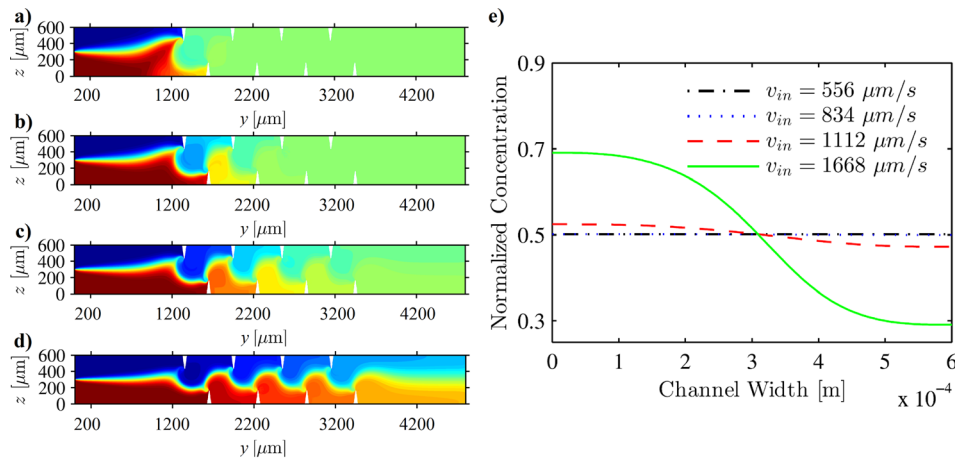 a)
600
400
200
0
z [μm]
200 1200 2200 3200 4200
y [μm]
b)
600
400
200
0
z [μm]
200 1200 2200 3200 4200
y [μm]
c)
600
400
200
0
z [μm]
200 1200 2200 3200 4200
y [μm]
d)
600
400
200
0
z [μm]
200 1200 2200 3200 4200
y [μm]
e)
0.9
0.7
0.5
0.3
Normalized Concentration
v_in = 556 μm/s
v_in = 834 μm/s
v_in = 1112 μm/s
v_in = 1668 μm/s
0 1 2 3 4 5 6
Channel Width [m]
x 10⁻⁴